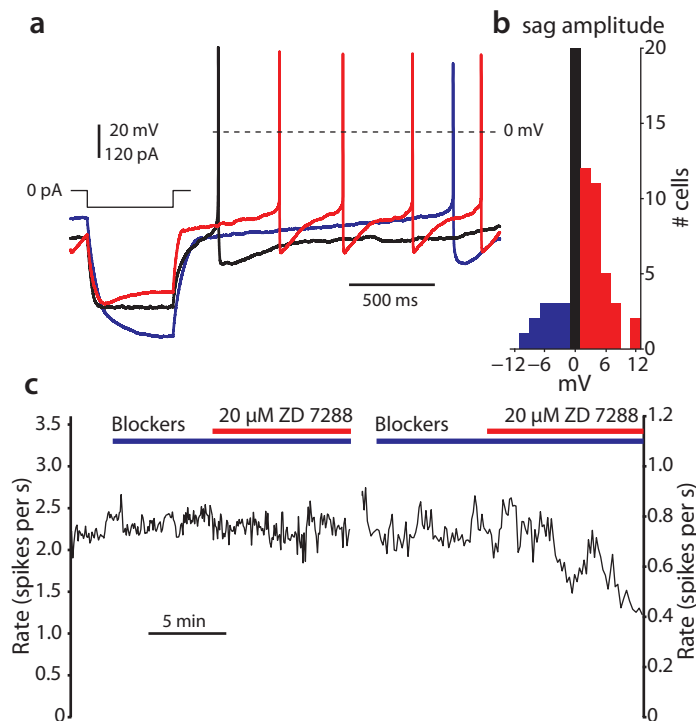 a
20 mV
120 pA
0 pA
0 mV
500 ms
b
sag amplitude
20
15
10
5
0
# cells
−12 −6 0 6 12
mV
c
Blockers
20 µM ZD 7288
Blockers
20 µM ZD 7288
3.5
3.0
2.5
2.0
1.5
1.0
0.5
0
Rate (spikes per s)
5 min
1.2
1.0
0.8
0.6
0.4
0.2
0
Rate (spikes per s)